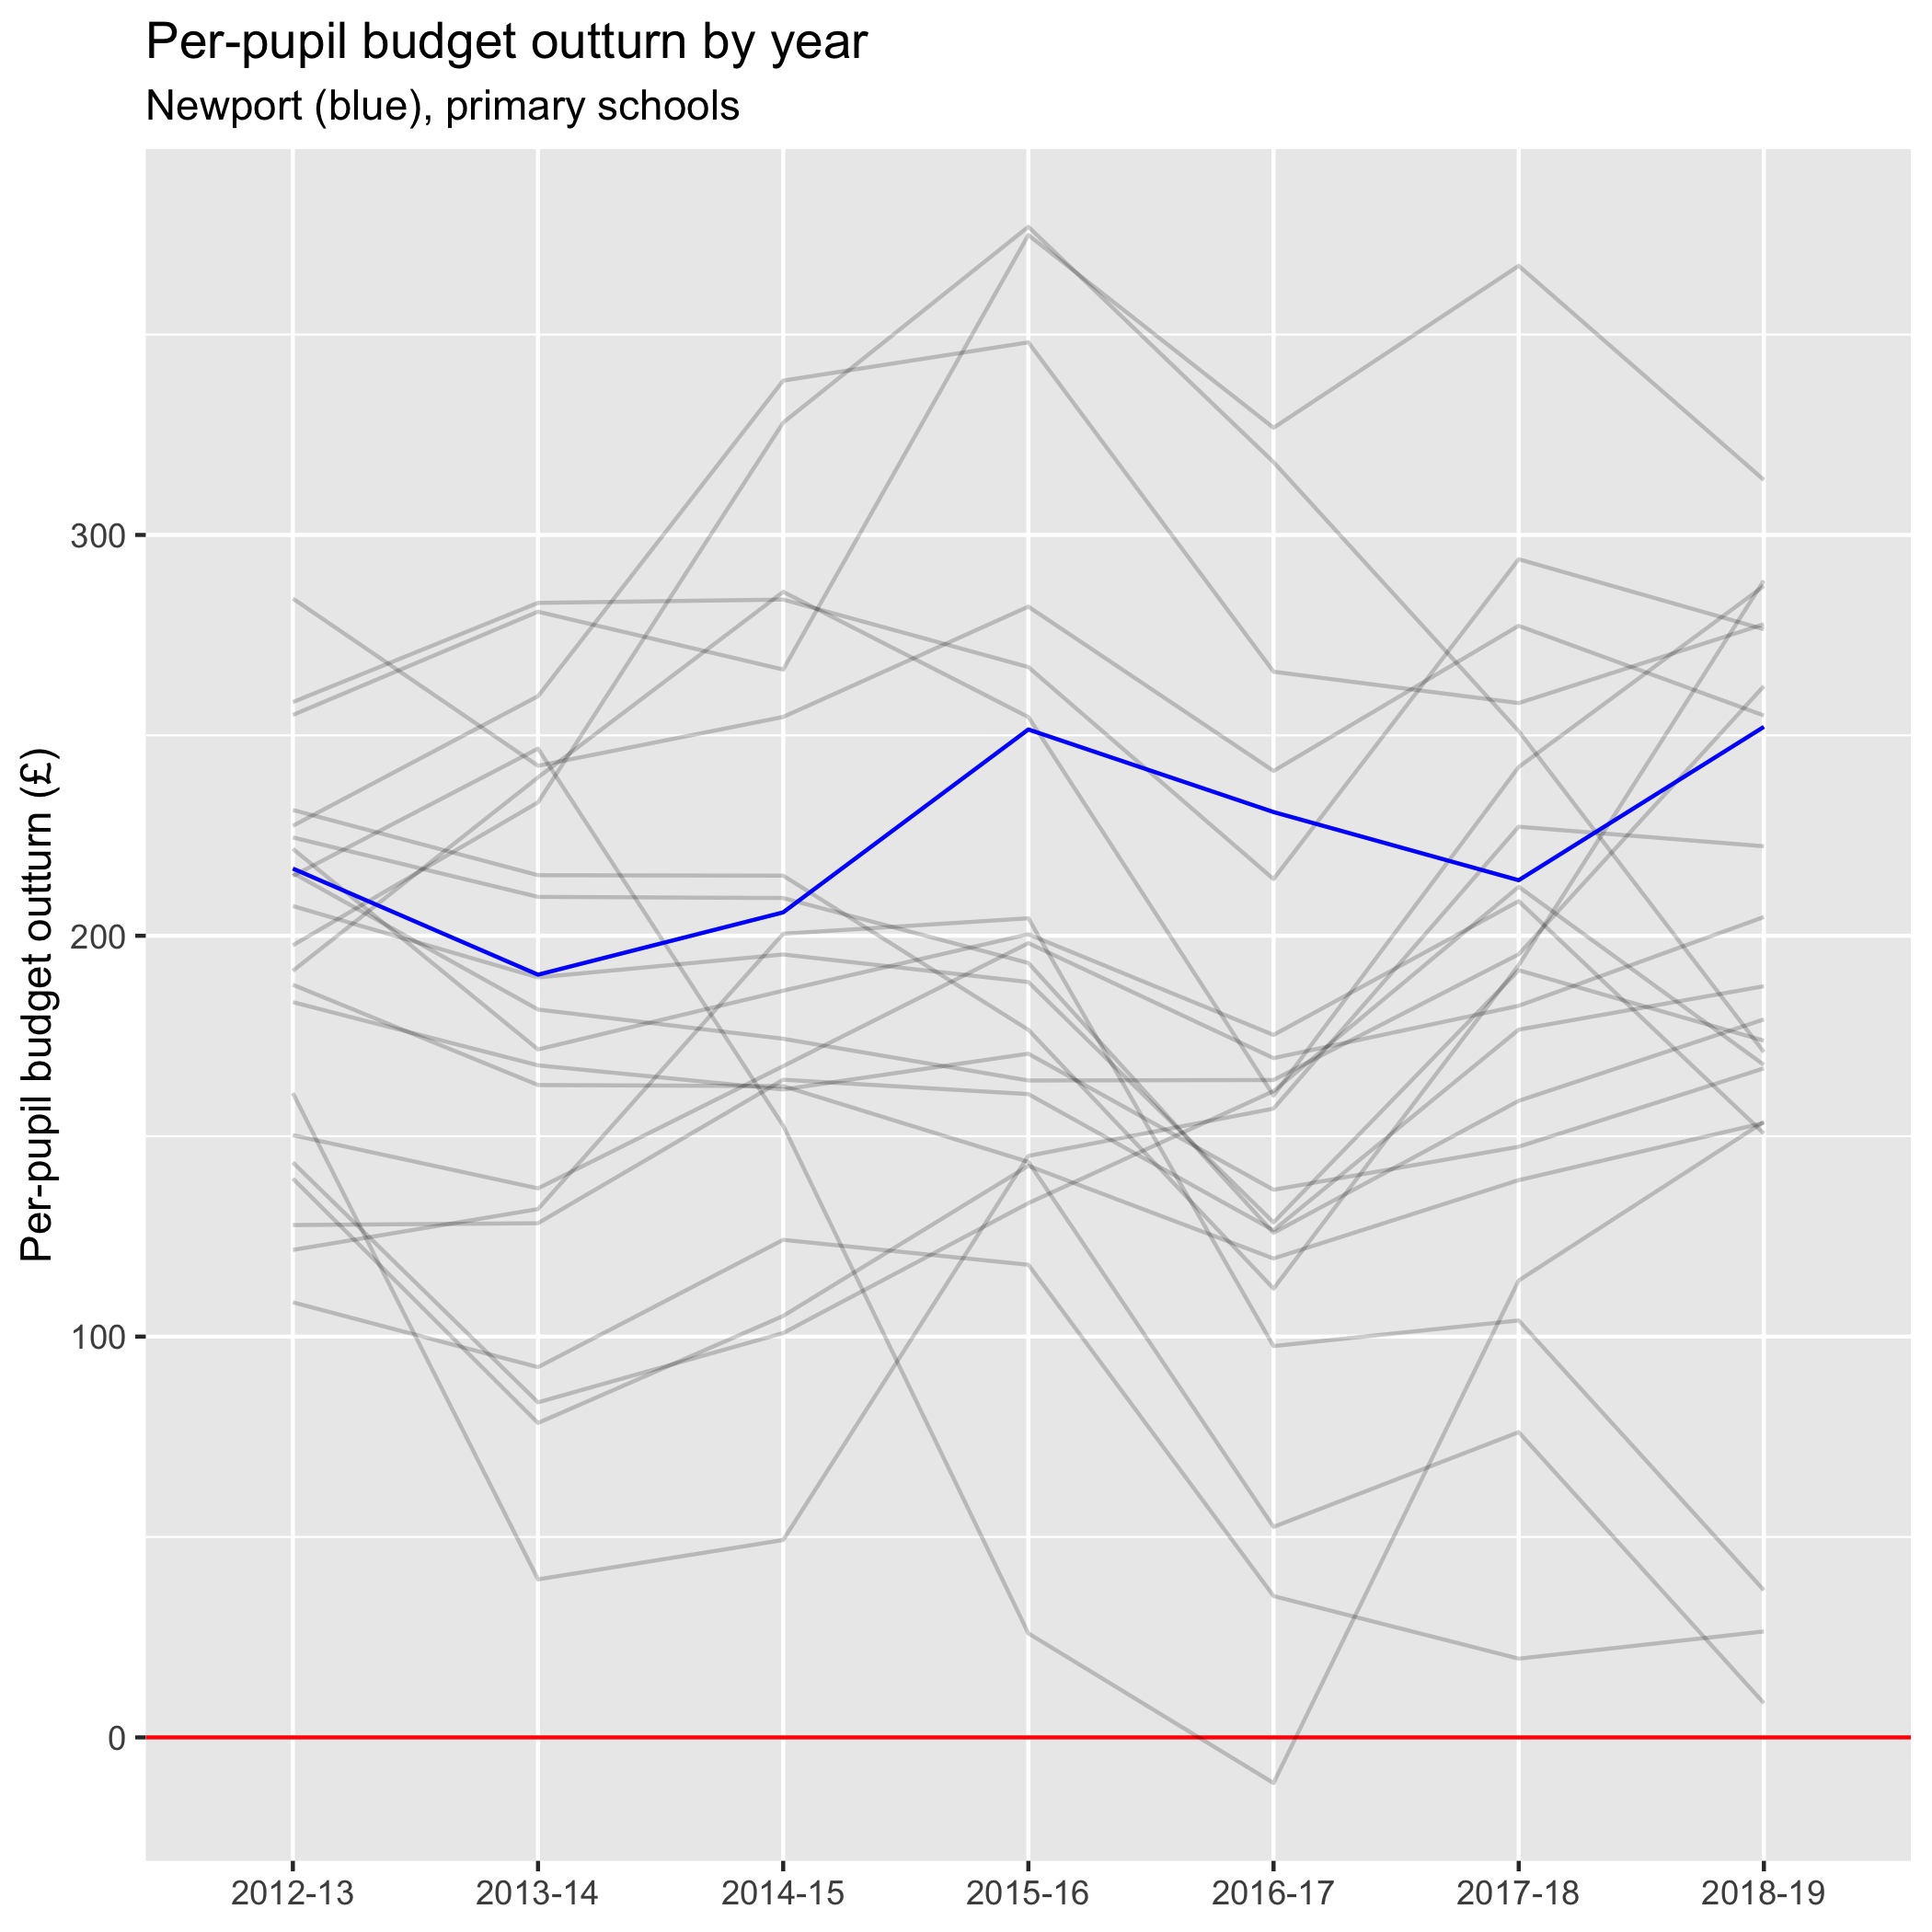 Per-pupil budget outturn by year
Newport (blue), primary schools
Per-pupil budget outturn (£)
300
200
100
0
2012-13 2013-14 2014-15 2015-16 2016-17 2017-18 2018-19